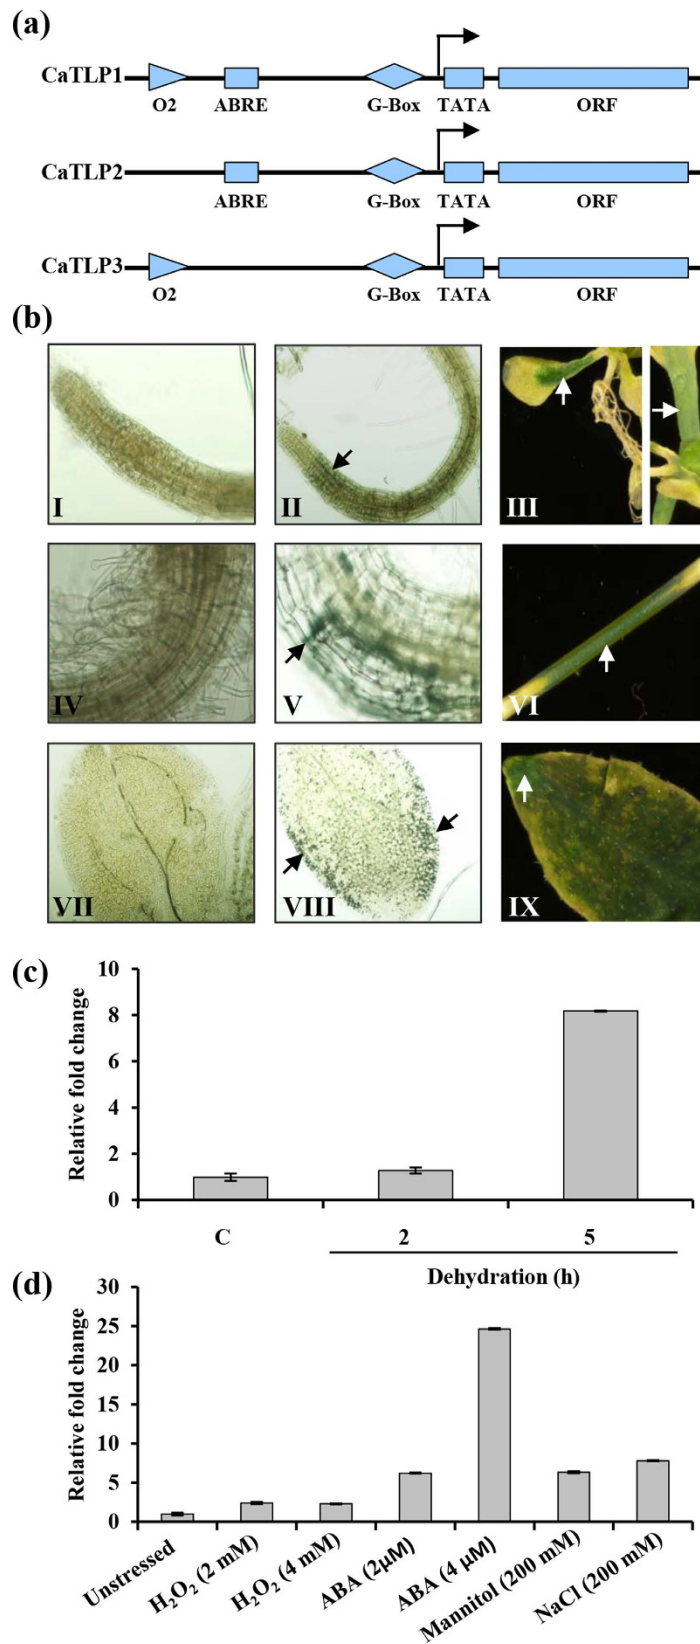 (a)
CaTLP1
O2 ABRE G-Box TATA ORF
CaTLP2
ABRE G-Box TATA ORF
CaTLP3
O2 G-Box TATA ORF
(b)
I II III
IV V VI
VII VIII IX
(c)
Relative fold change
10
8
6
4
2
0
C 2 5
Dehydration (h)
(d)
Relative fold change
30
25
20
15
10
5
0
Unstressed
H₂O₂ (2 mM)
H₂O₂ (4 mM)
ABA (2μM)
ABA (4 μM)
Mannitol (200 mM)
NaCl (200 mM)